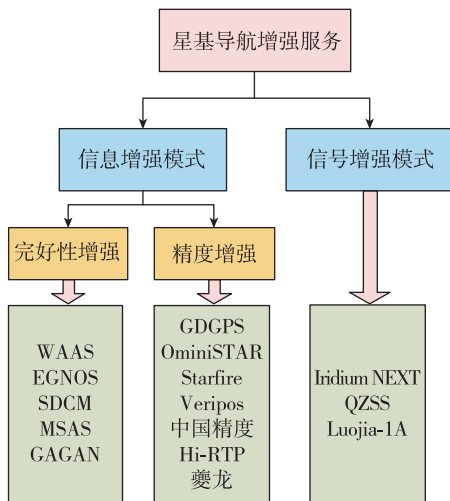 星基导航增强服务
信息增强模式
信号增强模式
完好性增强
精度增强
WAAS
EGNOS
SDCM
MSAS
GAGAN
GDGPS
OminiSTAR
Starfire
Veripos
中国精度
Hi-RTP
夔龙
Iridium NEXT
QZSS
Luojia-1A